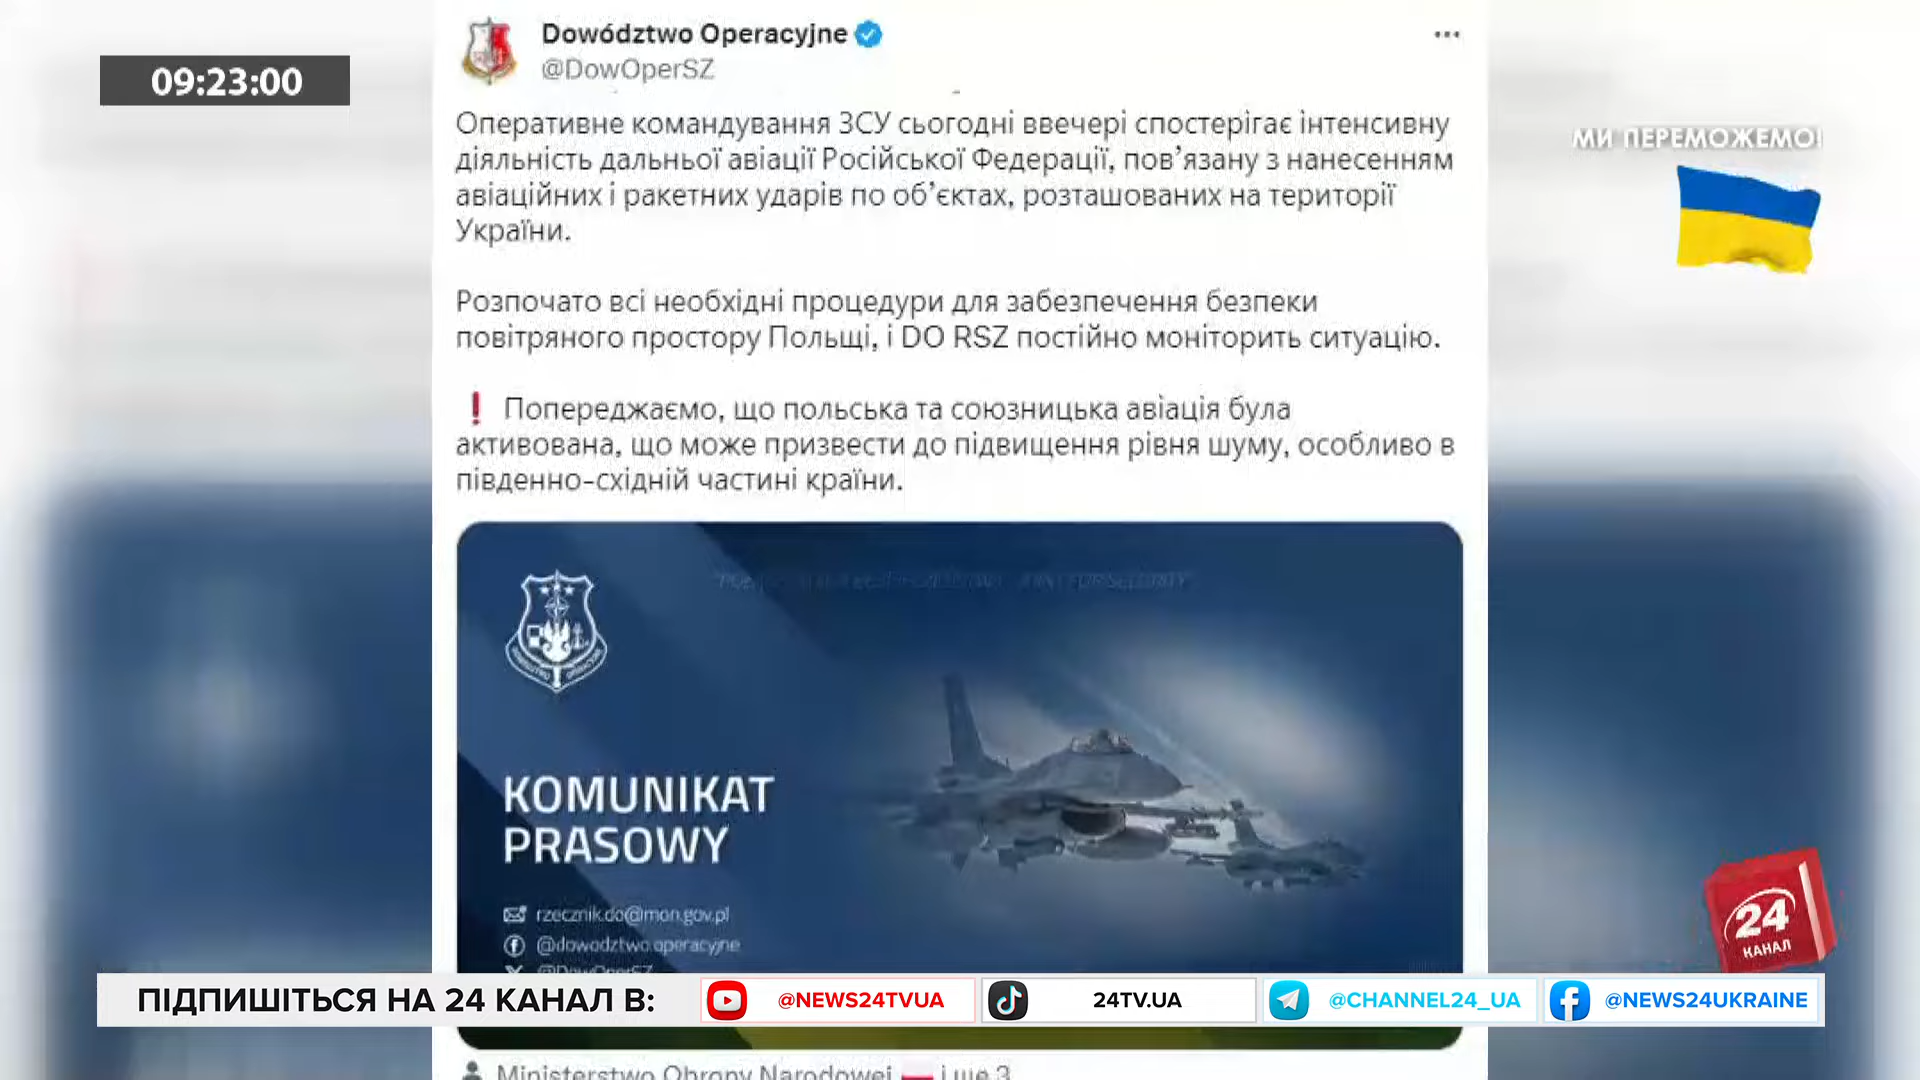 Dowództwo Operacyjne
@DowOperSZ
09:23:00
Оперативне командування ЗСУ сьогодні ввечері спостерігає інтенсивну
діяльність дальньої авіації Російської Федерації, пов’язану з нанесенням
авіаційних і ракетних ударів по об’єктах, розташованих на території
України.
МИ ПЕРЕМОЖЕМО!
Розпочато всі необхідні процедури для забезпечення безпеки
повітряного простору Польщі, і DO RSZ постійно моніторить ситуацію.
❗ Попереджаємо, що польська та союзницька авіація була
активована, що може призвести до підвищення рівня шуму, особливо в
південно-східній частині країни.
KOMUNIKAT
PRASOWY
rzecznik.do@mon.gov.pl
@dowodztwo.operacyjne
@DowOperSZ
24
КАНАЛ
ПІДПИШІТЬСЯ НА 24 КАНАЛ В:
@NEWS24TVUA
24TV.UA
@CHANNEL24_UA
@NEWS24UKRAINE
Ministerstwo Obrony Narodowej і ще 3